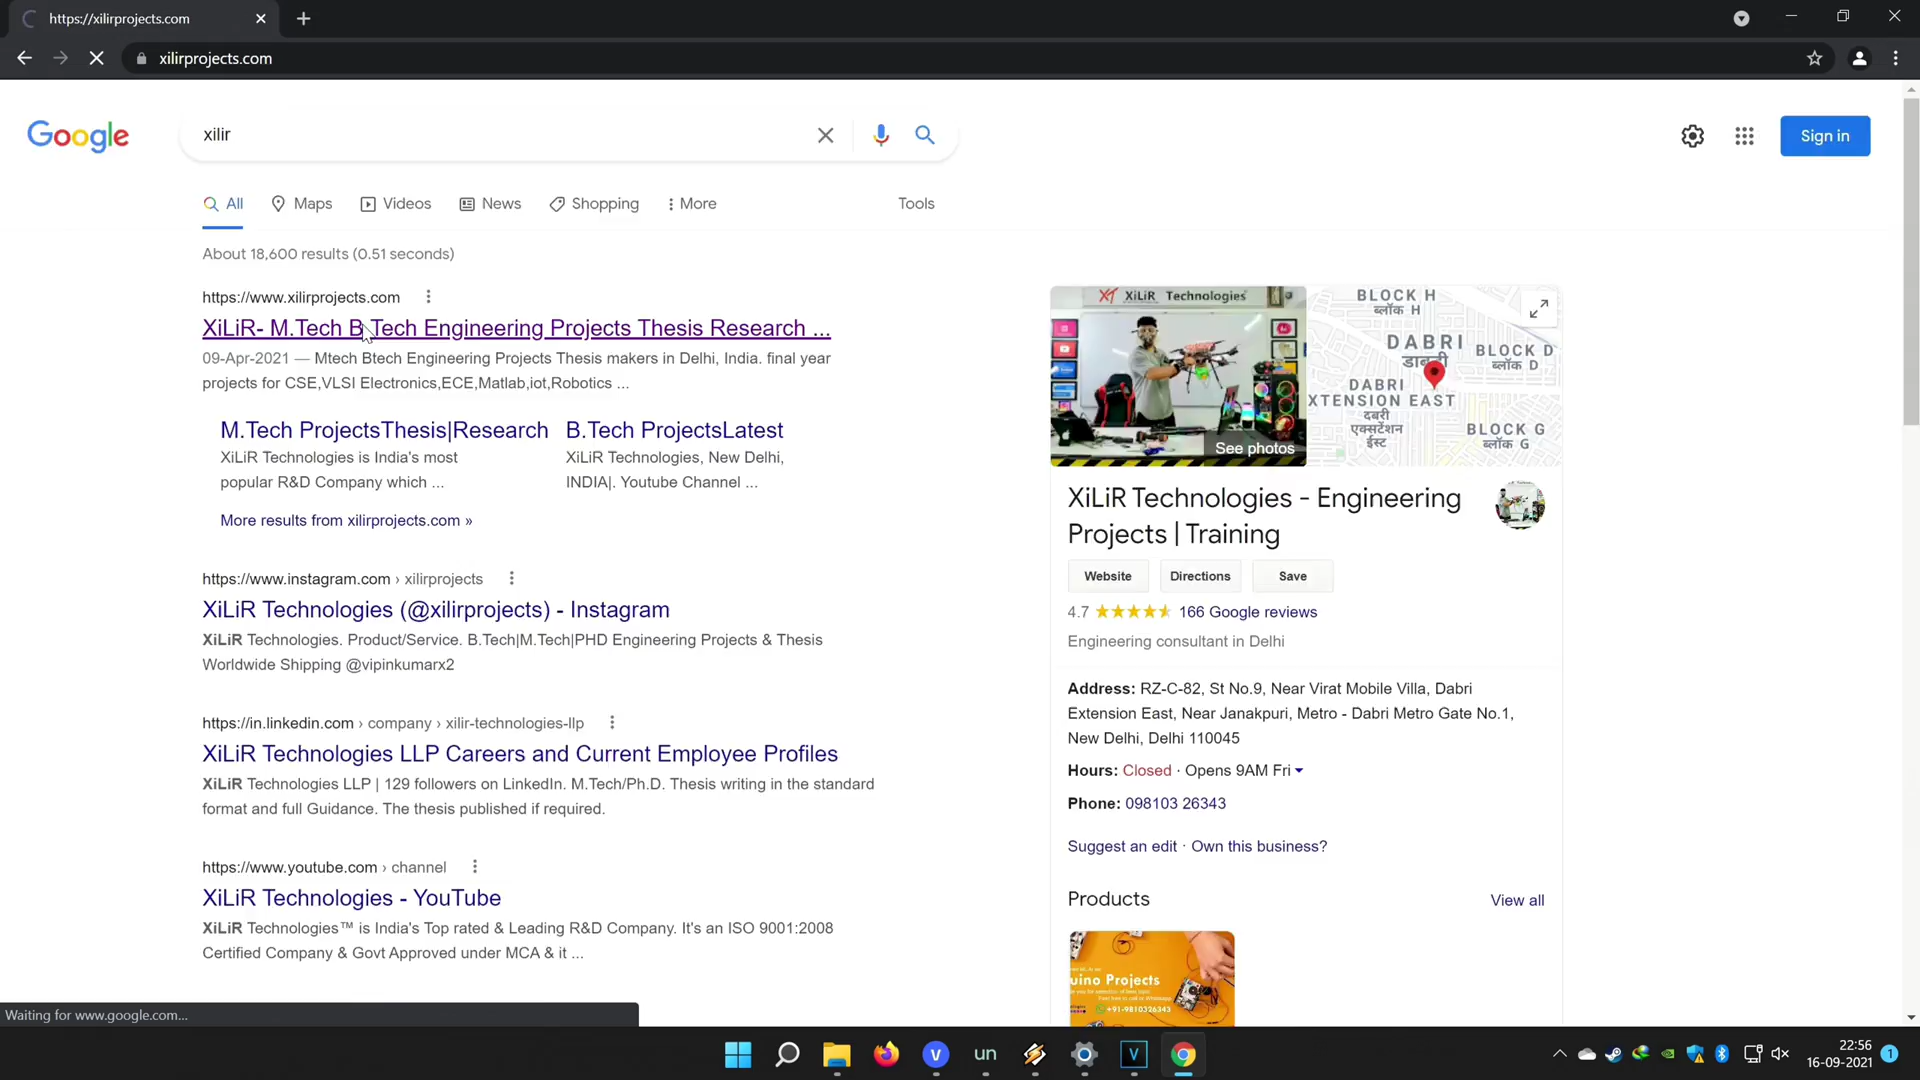 https://xilirprojects.com
xilirprojects.com
Google
xilir
Sign in
All
Maps
Videos
News
Shopping
More
Tools
About 18,600 results (0.51 seconds)
https://www.xilirprojects.com
XiLiR- M.Tech B.Tech Engineering Projects Thesis Research ...
09-Apr-2021 — Mtech Btech Engineering Projects Thesis makers in Delhi, India. final year
projects for CSE,VLSI Electronics,ECE,Matlab,iot,Robotics ...
M.Tech ProjectsThesis|Research
XiLiR Technologies is India's most
popular R&D Company which ...
B.Tech ProjectsLatest
XiLiR Technologies, New Delhi,
INDIA|. Youtube Channel ...
More results from xilirprojects.com »
https://www.instagram.com › xilirprojects
XiLiR Technologies (@xilirprojects) - Instagram
XiLiR Technologies. Product/Service. B.Tech|M.Tech|PHD Engineering Projects & Thesis
Worldwide Shipping @vipinkumarx2
https://in.linkedin.com › company › xilir-technologies-llp
XiLiR Technologies LLP Careers and Current Employee Profiles
XiLiR Technologies LLP | 129 followers on LinkedIn. M.Tech/Ph.D. Thesis writing in the standard
format and full Guidance. The thesis published if required.
https://www.youtube.com › channel
XiLiR Technologies - YouTube
XiLiR Technologies™ is India's Top rated & Leading R&D Company. It's an ISO 9001:2008
Certified Company & Govt Approved under MCA & it ...
XT XiLiR Technologies
See photos
BLOCK H
ब्लॉक H
DABRI
डाबड़ी
BLOCK D
ब्लॉक D
DABRI
XTENSION EAST
दबरी
एक्सटेंशन
ईस्ट
BLOCK G
ब्लॉक G
XiLiR Technologies - Engineering
Projects | Training
Website
Directions
Save
4.7
166 Google reviews
Engineering consultant in Delhi
Address: RZ-C-82, St No.9, Near Virat Mobile Villa, Dabri
Extension East, Near Janakpuri, Metro - Dabri Metro Gate No.1,
New Delhi, Delhi 110045
Hours: Closed · Opens 9AM Fri
Phone: 098103 26343
Suggest an edit · Own this business?
Products
View all
uino Projects
+91-9810326343
Waiting for www.google.com...
V
un
V
22:56
16-09-2021
1